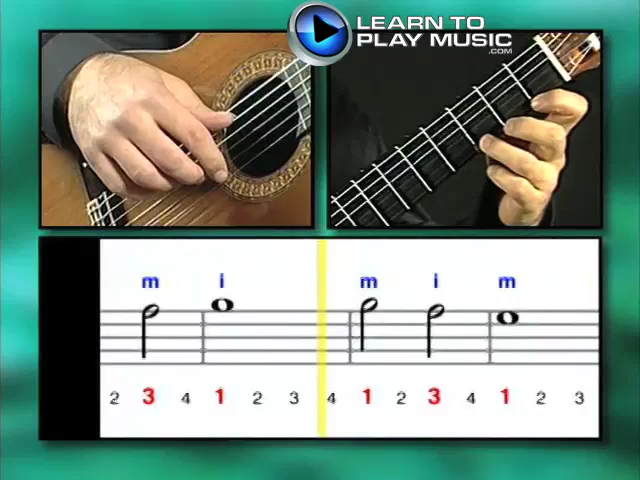 LEARN TO
PLAY MUSIC
.COM
m i m i m
2 3 4 1 2 3 4 1 2 3 4 1 2 3